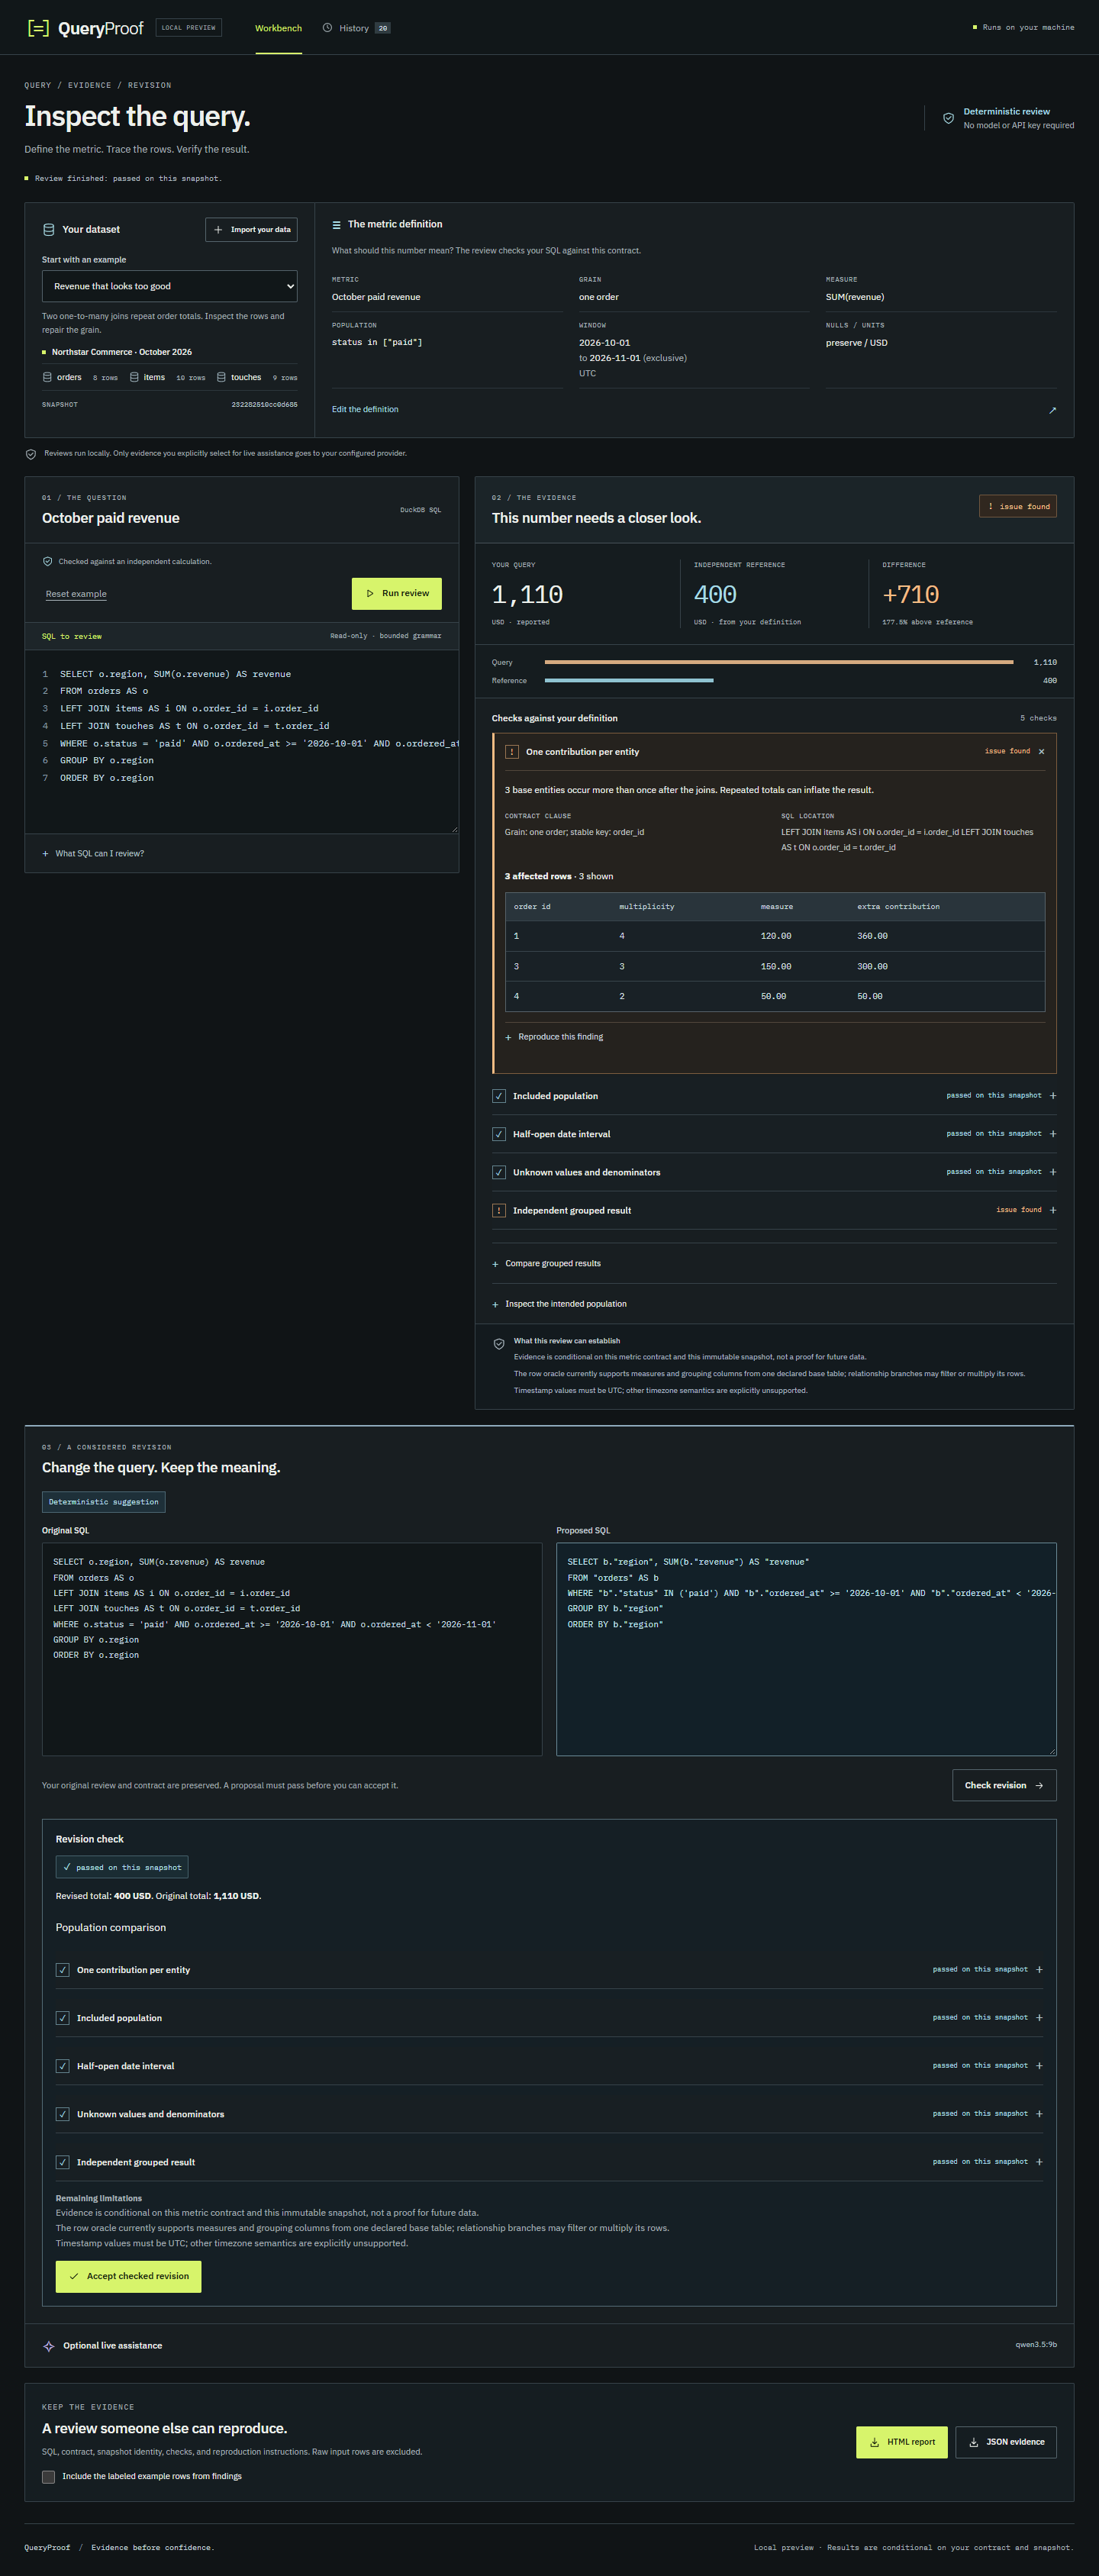 QueryProof LOCAL PREVIEW Workbench History 20 Runs on your machine
QUERY / EVIDENCE / REVISION
Inspect the query.
Define the metric. Trace the rows. Verify the result.
Deterministic review
No model or API key required
Review finished: passed on this snapshot.
Your dataset
+ Import your data
Start with an example
Revenue that looks too good
Two one-to-many joins repeat order totals. Inspect the rows and
repair the grain.
Northstar Commerce · October 2026
orders 8 rows items 10 rows touches 9 rows
SNAPSHOT 232282510cc0d685
The metric definition
What should this number mean? The review checks your SQL against this contract.
METRIC
October paid revenue
GRAIN
one order
MEASURE
SUM(revenue)
POPULATION
status in ["paid"]
WINDOW
2026-10-01
to 2026-11-01 (exclusive)
UTC
NULLS / UNITS
preserve / USD
Edit the definition ↗
Reviews run locally. Only evidence you explicitly select for live assistance goes to your configured provider.
01 / THE QUESTION
October paid revenue
DuckDB SQL
Checked against an independent calculation.
Reset example
Run review
SQL to review
Read-only · bounded grammar
1 SELECT o.region, SUM(o.revenue) AS revenue
2 FROM orders AS o
3 LEFT JOIN items AS i ON o.order_id = i.order_id
4 LEFT JOIN touches AS t ON o.order_id = t.order_id
5 WHERE o.status = 'paid' AND o.ordered_at >= '2026-10-01' AND o.ordered_at
6 GROUP BY o.region
7 ORDER BY o.region
+ What SQL can I review?
02 / THE EVIDENCE
This number needs a closer look.
! issue found
YOUR QUERY
1,110
USD · reported
INDEPENDENT REFERENCE
400
USD · from your definition
DIFFERENCE
+710
177.5% above reference
Query 1,110
Reference 400
Checks against your definition 5 checks
! One contribution per entity issue found ×
3 base entities occur more than once after the joins. Repeated totals can inflate the result.
CONTRACT CLAUSE
Grain: one order; stable key: order_id
SQL LOCATION
LEFT JOIN items AS i ON o.order_id = i.order_id LEFT JOIN touches
AS t ON o.order_id = t.order_id
3 affected rows · 3 shown
order id multiplicity measure extra contribution
1 4 120.00 360.00
3 3 150.00 300.00
4 2 50.00 50.00
+ Reproduce this finding
✓ Included population passed on this snapshot +
✓ Half-open date interval passed on this snapshot +
✓ Unknown values and denominators passed on this snapshot +
! Independent grouped result issue found +
+ Compare grouped results
+ Inspect the intended population
What this review can establish
Evidence is conditional on this metric contract and this immutable snapshot, not a proof for future data.
The row oracle currently supports measures and grouping columns from one declared base table; relationship branches may filter or multiply its rows.
Timestamp values must be UTC; other timezone semantics are explicitly unsupported.
03 / A CONSIDERED REVISION
Change the query. Keep the meaning.
Deterministic suggestion
Original SQL
SELECT o.region, SUM(o.revenue) AS revenue
FROM orders AS o
LEFT JOIN items AS i ON o.order_id = i.order_id
LEFT JOIN touches AS t ON o.order_id = t.order_id
WHERE o.status = 'paid' AND o.ordered_at >= '2026-10-01' AND o.ordered_at < '2026-11-01'
GROUP BY o.region
ORDER BY o.region
Proposed SQL
SELECT b."region", SUM(b."revenue") AS "revenue"
FROM "orders" AS b
WHERE "b"."status" IN ('paid') AND "b"."ordered_at" >= '2026-10-01' AND "b"."ordered_at" < '2026-
GROUP BY b."region"
ORDER BY b."region"
Your original review and contract are preserved. A proposal must pass before you can accept it.
Check revision →
Revision check
✓ passed on this snapshot
Revised total: 400 USD. Original total: 1,110 USD.
Population comparison
✓ One contribution per entity passed on this snapshot +
✓ Included population passed on this snapshot +
✓ Half-open date interval passed on this snapshot +
✓ Unknown values and denominators passed on this snapshot +
✓ Independent grouped result passed on this snapshot +
Remaining limitations
Evidence is conditional on this metric contract and this immutable snapshot, not a proof for future data.
The row oracle currently supports measures and grouping columns from one declared base table; relationship branches may filter or multiply its rows.
Timestamp values must be UTC; other timezone semantics are explicitly unsupported.
✓ Accept checked revision
Optional live assistance qwen3.5:9b
KEEP THE EVIDENCE
A review someone else can reproduce.
SQL, contract, snapshot identity, checks, and reproduction instructions. Raw input rows are excluded.
Include the labeled example rows from findings
HTML report
JSON evidence
QueryProof / Evidence before confidence.
Local preview · Results are conditional on your contract and snapshot.